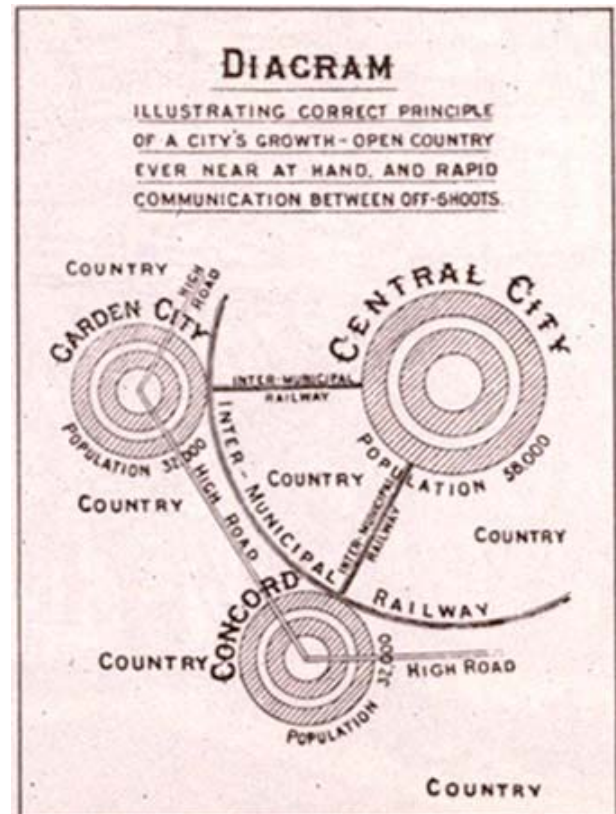 DIAGRAM
ILLUSTRATING CORRECT PRINCIPLE
OF A CITY'S GROWTH - OPEN COUNTRY
EVER NEAR AT HAND, AND RAPID
COMMUNICATION BETWEEN OFF-SHOOTS.
COUNTRY
HIGH
ROAD
GARDEN CITY
POPULATION 32,000
CENTRAL CITY
POPULATION 58,000
INTER-MUNICIPAL
RAILWAY
INTER-MUNICIPAL RAILWAY
COUNTRY
INTER-MUNICIPAL
RAILWAY
COUNTRY
HIGH ROAD
COUNTRY
CONCORD
COUNTRY
HIGH ROAD
POPULATION 32,000
COUNTRY